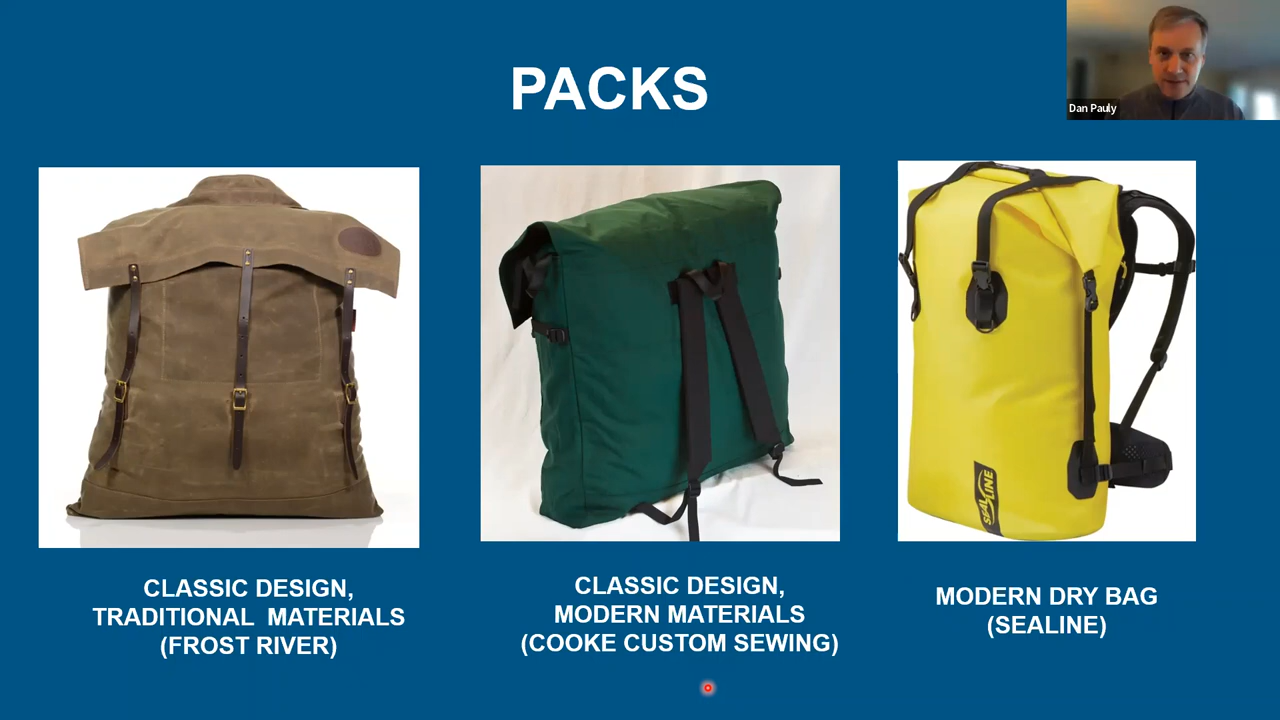 PACKS
Dan Pauly
CLASSIC DESIGN,
TRADITIONAL MATERIALS
(FROST RIVER)
CLASSIC DESIGN,
MODERN MATERIALS
(COOKE CUSTOM SEWING)
SEALLINE
MODERN DRY BAG
(SEALINE)